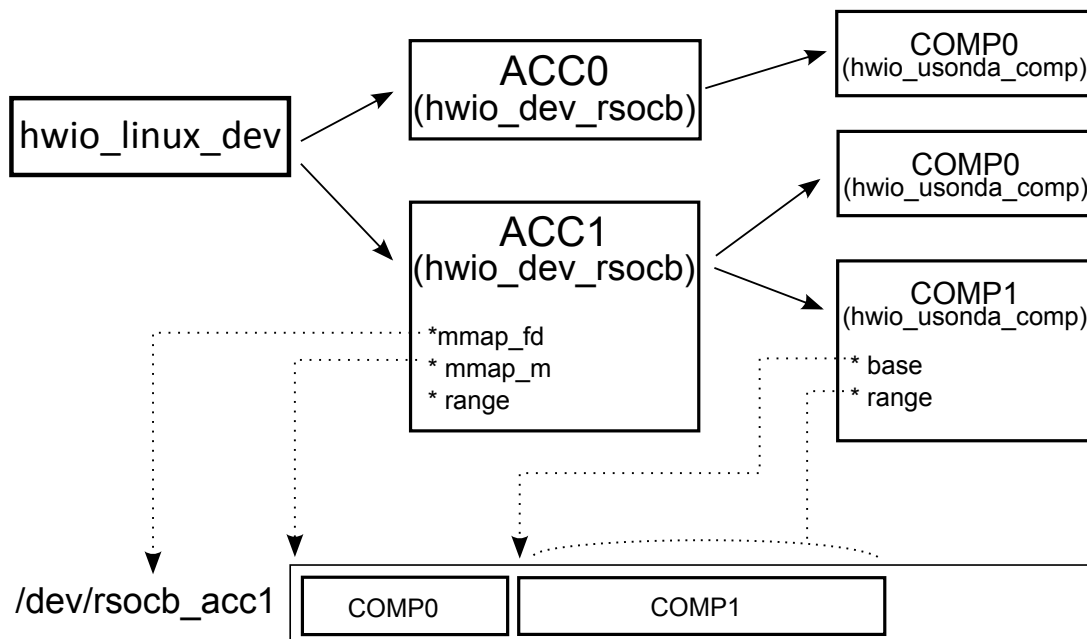 hwio_linux_dev
ACC0
(hwio_dev_rsocb)
COMP0
(hwio_usonda_comp)
COMP0
(hwio_usonda_comp)
ACC1
(hwio_dev_rsocb)
*mmap_fd
* mmap_m
* range
COMP1
(hwio_usonda_comp)
* base
* range
/dev/rsocb_acc1
COMP0
COMP1